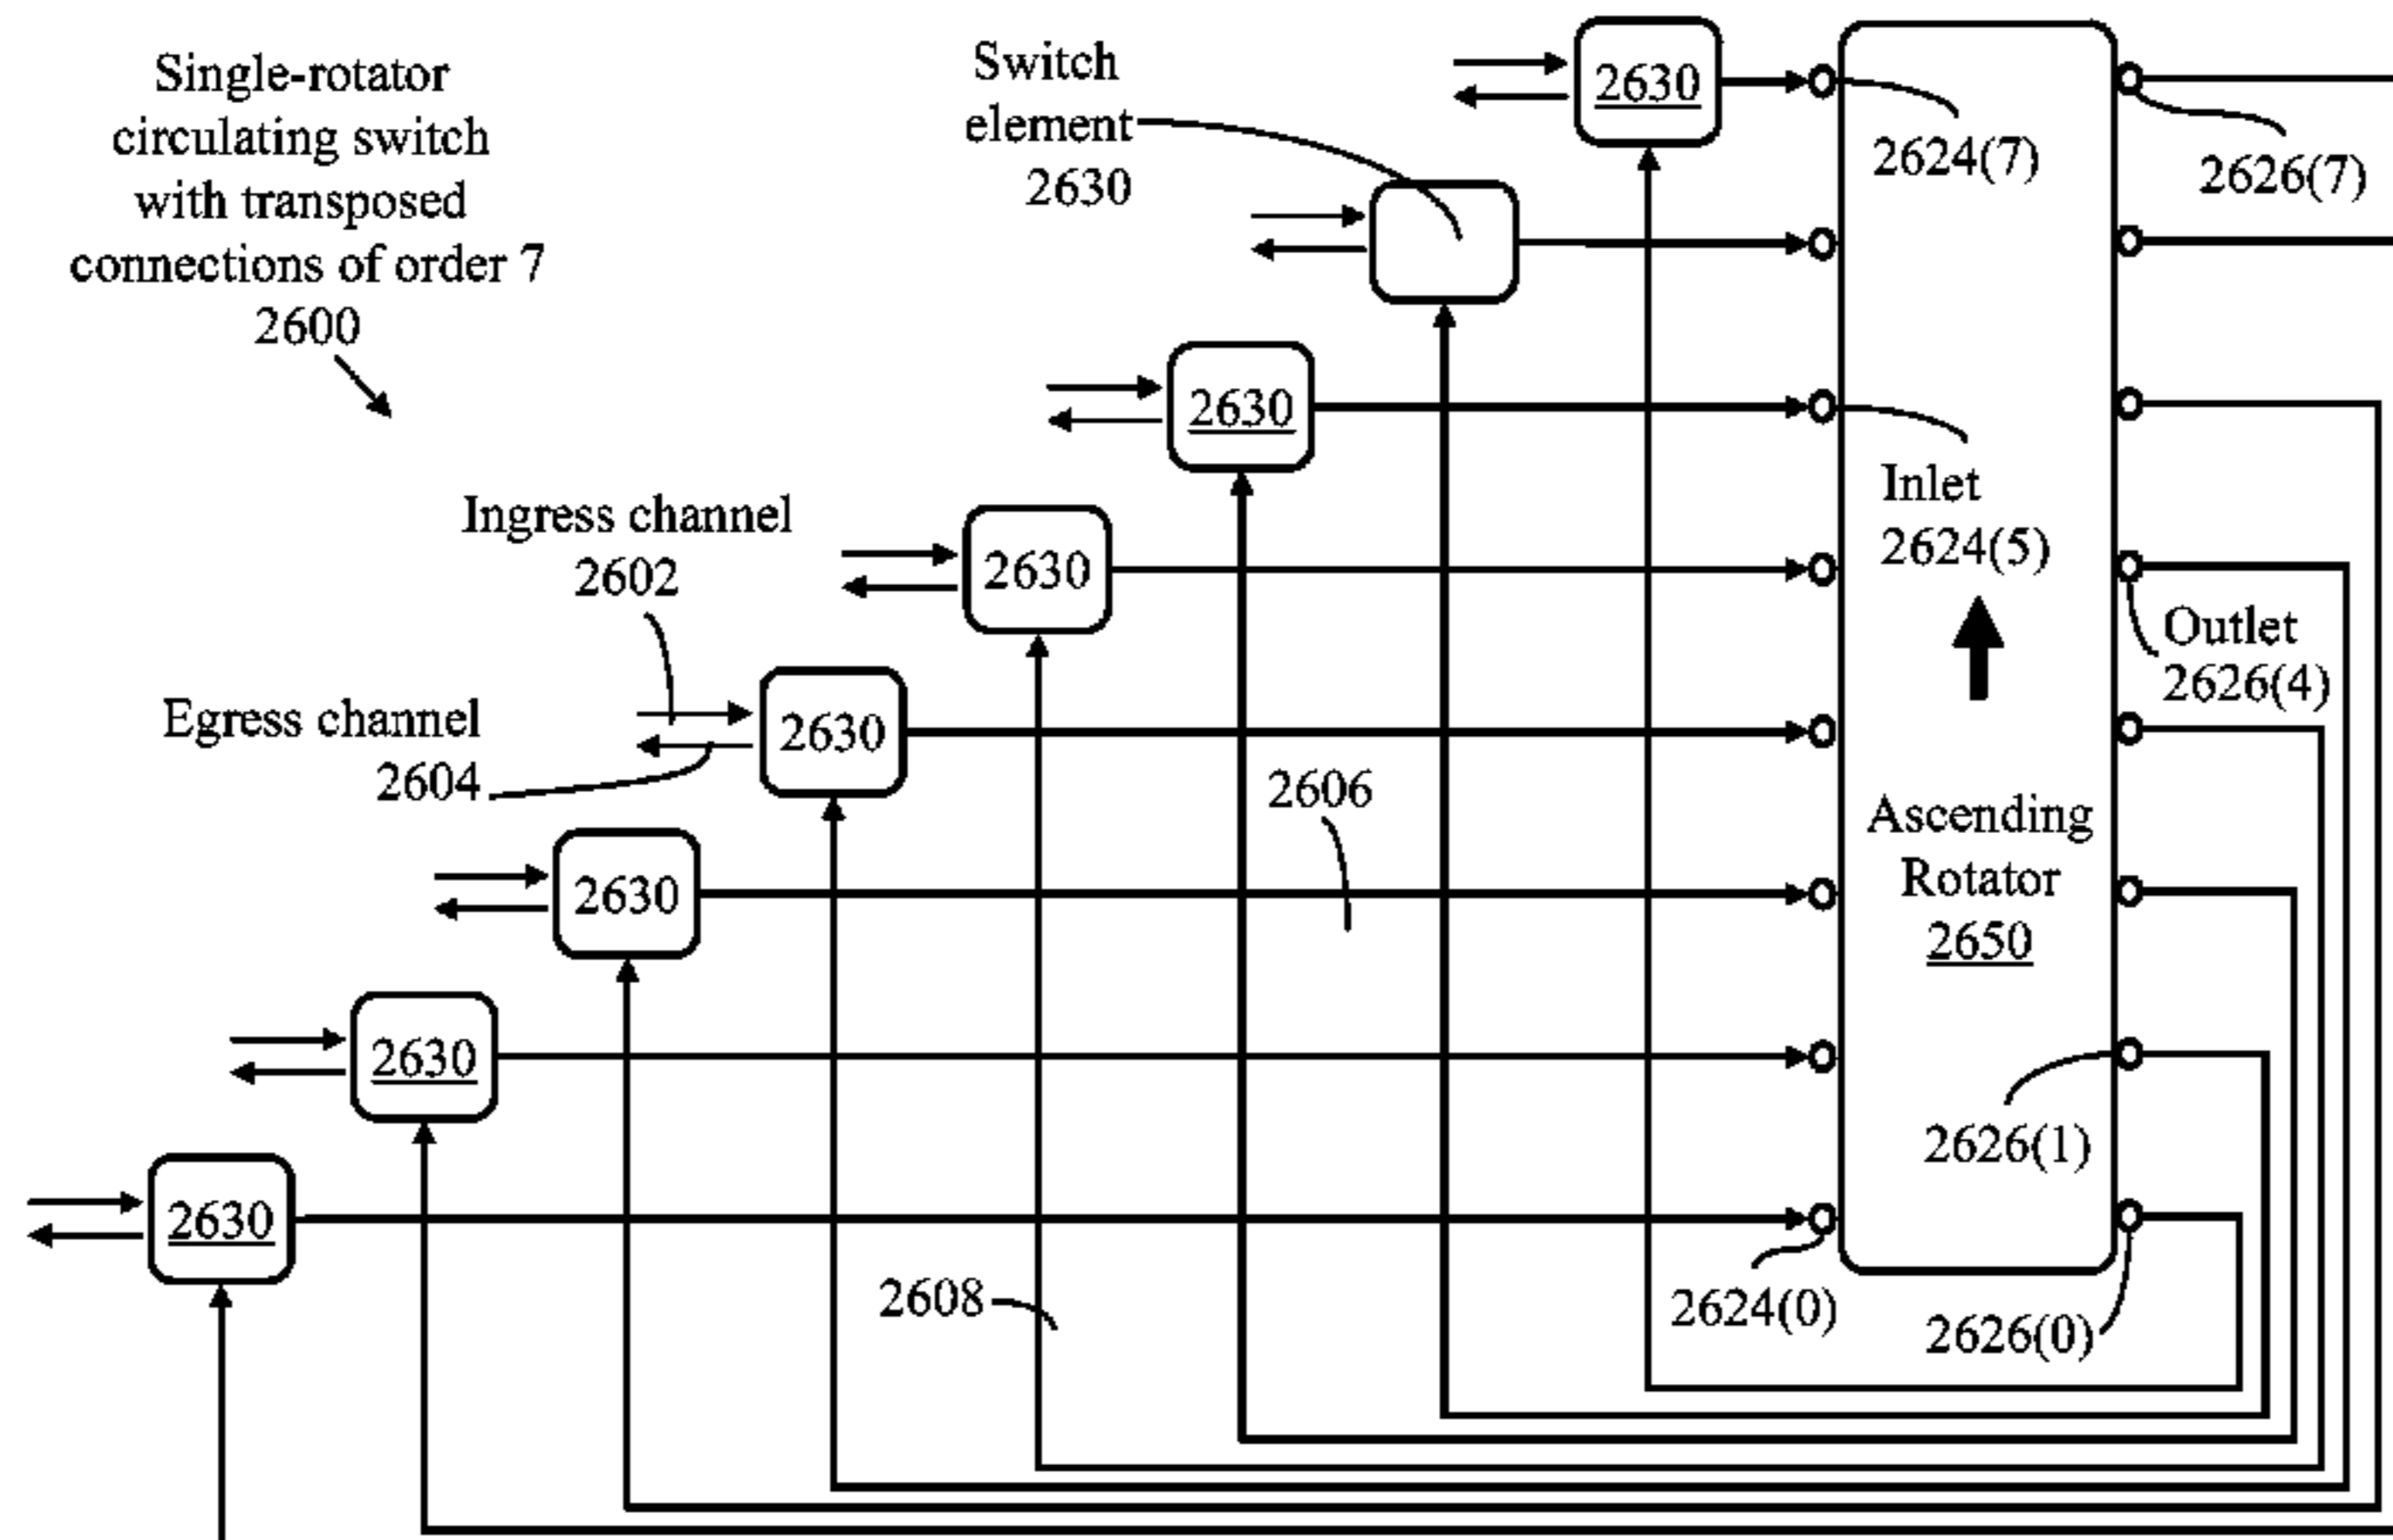 Single-rotator
circulating switch
with transposed
connections of order 7
2600
Switch
element
2630
2630
2624(7)
2626(7)
2630
Inlet
2624(5)
Ingress channel
2602
2630
Outlet
2626(4)
Egress channel
2604
2630
2606
Ascending
Rotator
2650
2630
2630
2626(1)
2630
2608
2624(0)
2626(0)